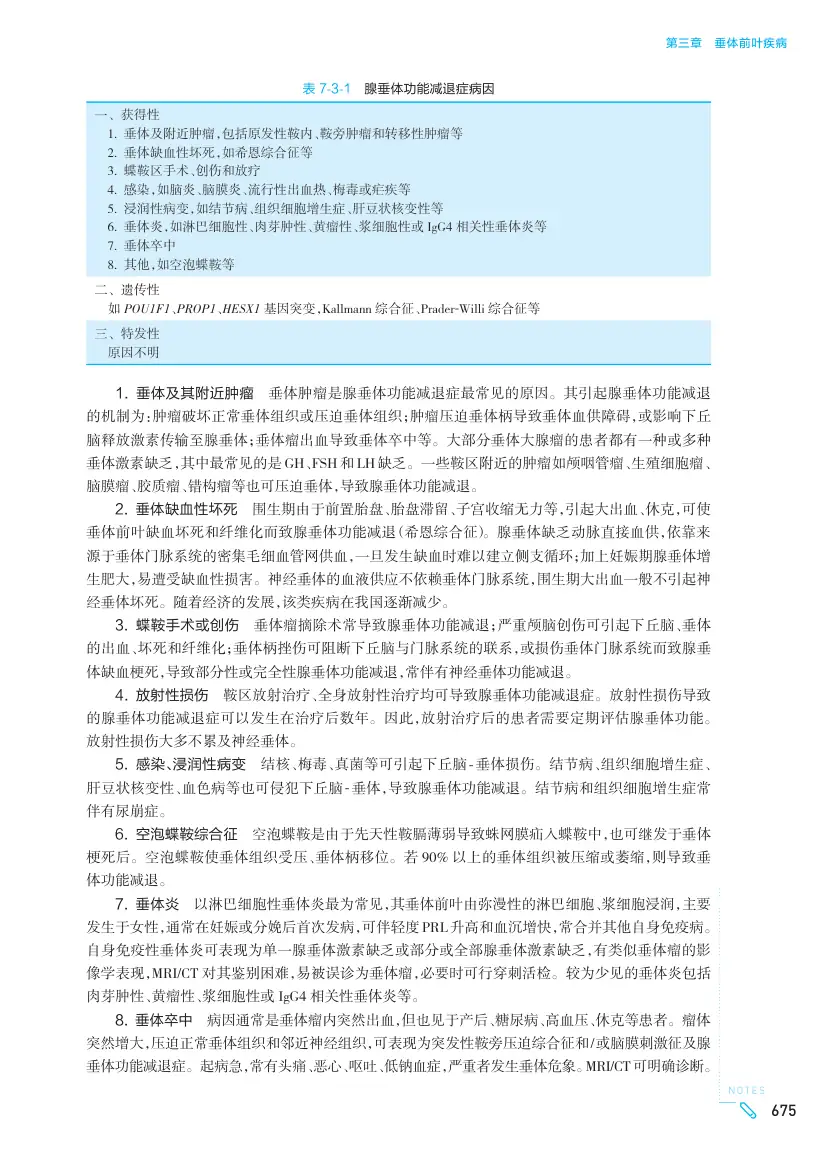 第三章　垂体前叶疾病
表 7-3-1　腺垂体功能减退症病因
一、获得性
1. 垂体及附近肿瘤,包括原发性鞍内、鞍旁肿瘤和转移性肿瘤等
2. 垂体缺血性坏死,如希恩综合征等
3. 蝶鞍区手术、创伤和放疗
4. 感染,如脑炎、脑膜炎、流行性出血热、梅毒或疟疾等
5. 浸润性病变,如结节病、组织细胞增生症、肝豆状核变性等
6. 垂体炎,如淋巴细胞性、肉芽肿性、黄瘤性、浆细胞性或 IgG4 相关性垂体炎等
7. 垂体卒中
8. 其他,如空泡蝶鞍等
二、遗传性
如 POU1F1、PROP1、HESX1 基因突变,Kallmann 综合征、Prader-Willi 综合征等
三、特发性
原因不明
1. 垂体及其附近肿瘤　垂体肿瘤是腺垂体功能减退症最常见的原因。其引起腺垂体功能减退
的机制为:肿瘤破坏正常垂体组织或压迫垂体组织;肿瘤压迫垂体柄导致垂体血供障碍,或影响下丘
脑释放激素传输至腺垂体;垂体瘤出血导致垂体卒中等。大部分垂体大腺瘤的患者都有一种或多种
垂体激素缺乏,其中最常见的是 GH、FSH 和 LH 缺乏。一些鞍区附近的肿瘤如颅咽管瘤、生殖细胞瘤、
脑膜瘤、胶质瘤、错构瘤等也可压迫垂体,导致腺垂体功能减退。
2. 垂体缺血性坏死　围生期由于前置胎盘、胎盘滞留、子宫收缩无力等,引起大出血、休克,可使
垂体前叶缺血坏死和纤维化而致腺垂体功能减退(希恩综合征)。腺垂体缺乏动脉直接血供,依靠来
源于垂体门脉系统的密集毛细血管网供血,一旦发生缺血时难以建立侧支循环;加上妊娠期腺垂体增
生肥大,易遭受缺血性损害。神经垂体的血液供应不依赖垂体门脉系统,围生期大出血一般不引起神
经垂体坏死。随着经济的发展,该类疾病在我国逐渐减少。
3. 蝶鞍手术或创伤　垂体瘤摘除术常导致腺垂体功能减退;严重颅脑创伤可引起下丘脑、垂体
的出血、坏死和纤维化;垂体柄挫伤可阻断下丘脑与门脉系统的联系,或损伤垂体门脉系统而致腺垂
体缺血梗死,导致部分性或完全性腺垂体功能减退,常伴有神经垂体功能减退。
4. 放射性损伤　鞍区放射治疗、全身放射性治疗均可导致腺垂体功能减退症。放射性损伤导致
的腺垂体功能减退症可以发生在治疗后数年。因此,放射治疗后的患者需要定期评估腺垂体功能。
放射性损伤大多不累及神经垂体。
5. 感染、浸润性病变　结核、梅毒、真菌等可引起下丘脑-垂体损伤。结节病、组织细胞增生症、
肝豆状核变性、血色病等也可侵犯下丘脑-垂体,导致腺垂体功能减退。结节病和组织细胞增生症常
伴有尿崩症。
6. 空泡蝶鞍综合征　空泡蝶鞍是由于先天性鞍膈薄弱导致蛛网膜疝入蝶鞍中,也可继发于垂体
梗死后。空泡蝶鞍使垂体组织受压、垂体柄移位。若 90% 以上的垂体组织被压缩或萎缩,则导致垂
体功能减退。
7. 垂体炎　以淋巴细胞性垂体炎最为常见,其垂体前叶由弥漫性的淋巴细胞、浆细胞浸润,主要
发生于女性,通常在妊娠或分娩后首次发病,可伴轻度 PRL 升高和血沉增快,常合并其他自身免疫病。
自身免疫性垂体炎可表现为单一腺垂体激素缺乏或部分或全部腺垂体激素缺乏,有类似垂体瘤的影
像学表现,MRI/CT 对其鉴别困难,易被误诊为垂体瘤,必要时可行穿刺活检。较为少见的垂体炎包括
肉芽肿性、黄瘤性、浆细胞性或 IgG4 相关性垂体炎等。
8. 垂体卒中　病因通常是垂体瘤内突然出血,但也见于产后、糖尿病、高血压、休克等患者。瘤体
突然增大,压迫正常垂体组织和邻近神经组织,可表现为突发性鞍旁压迫综合征和/或脑膜刺激征及腺
垂体功能减退症。起病急,常有头痛、恶心、呕吐、低钠血症,严重者发生垂体危象。MRI/CT可明确诊断。
NOTES
675